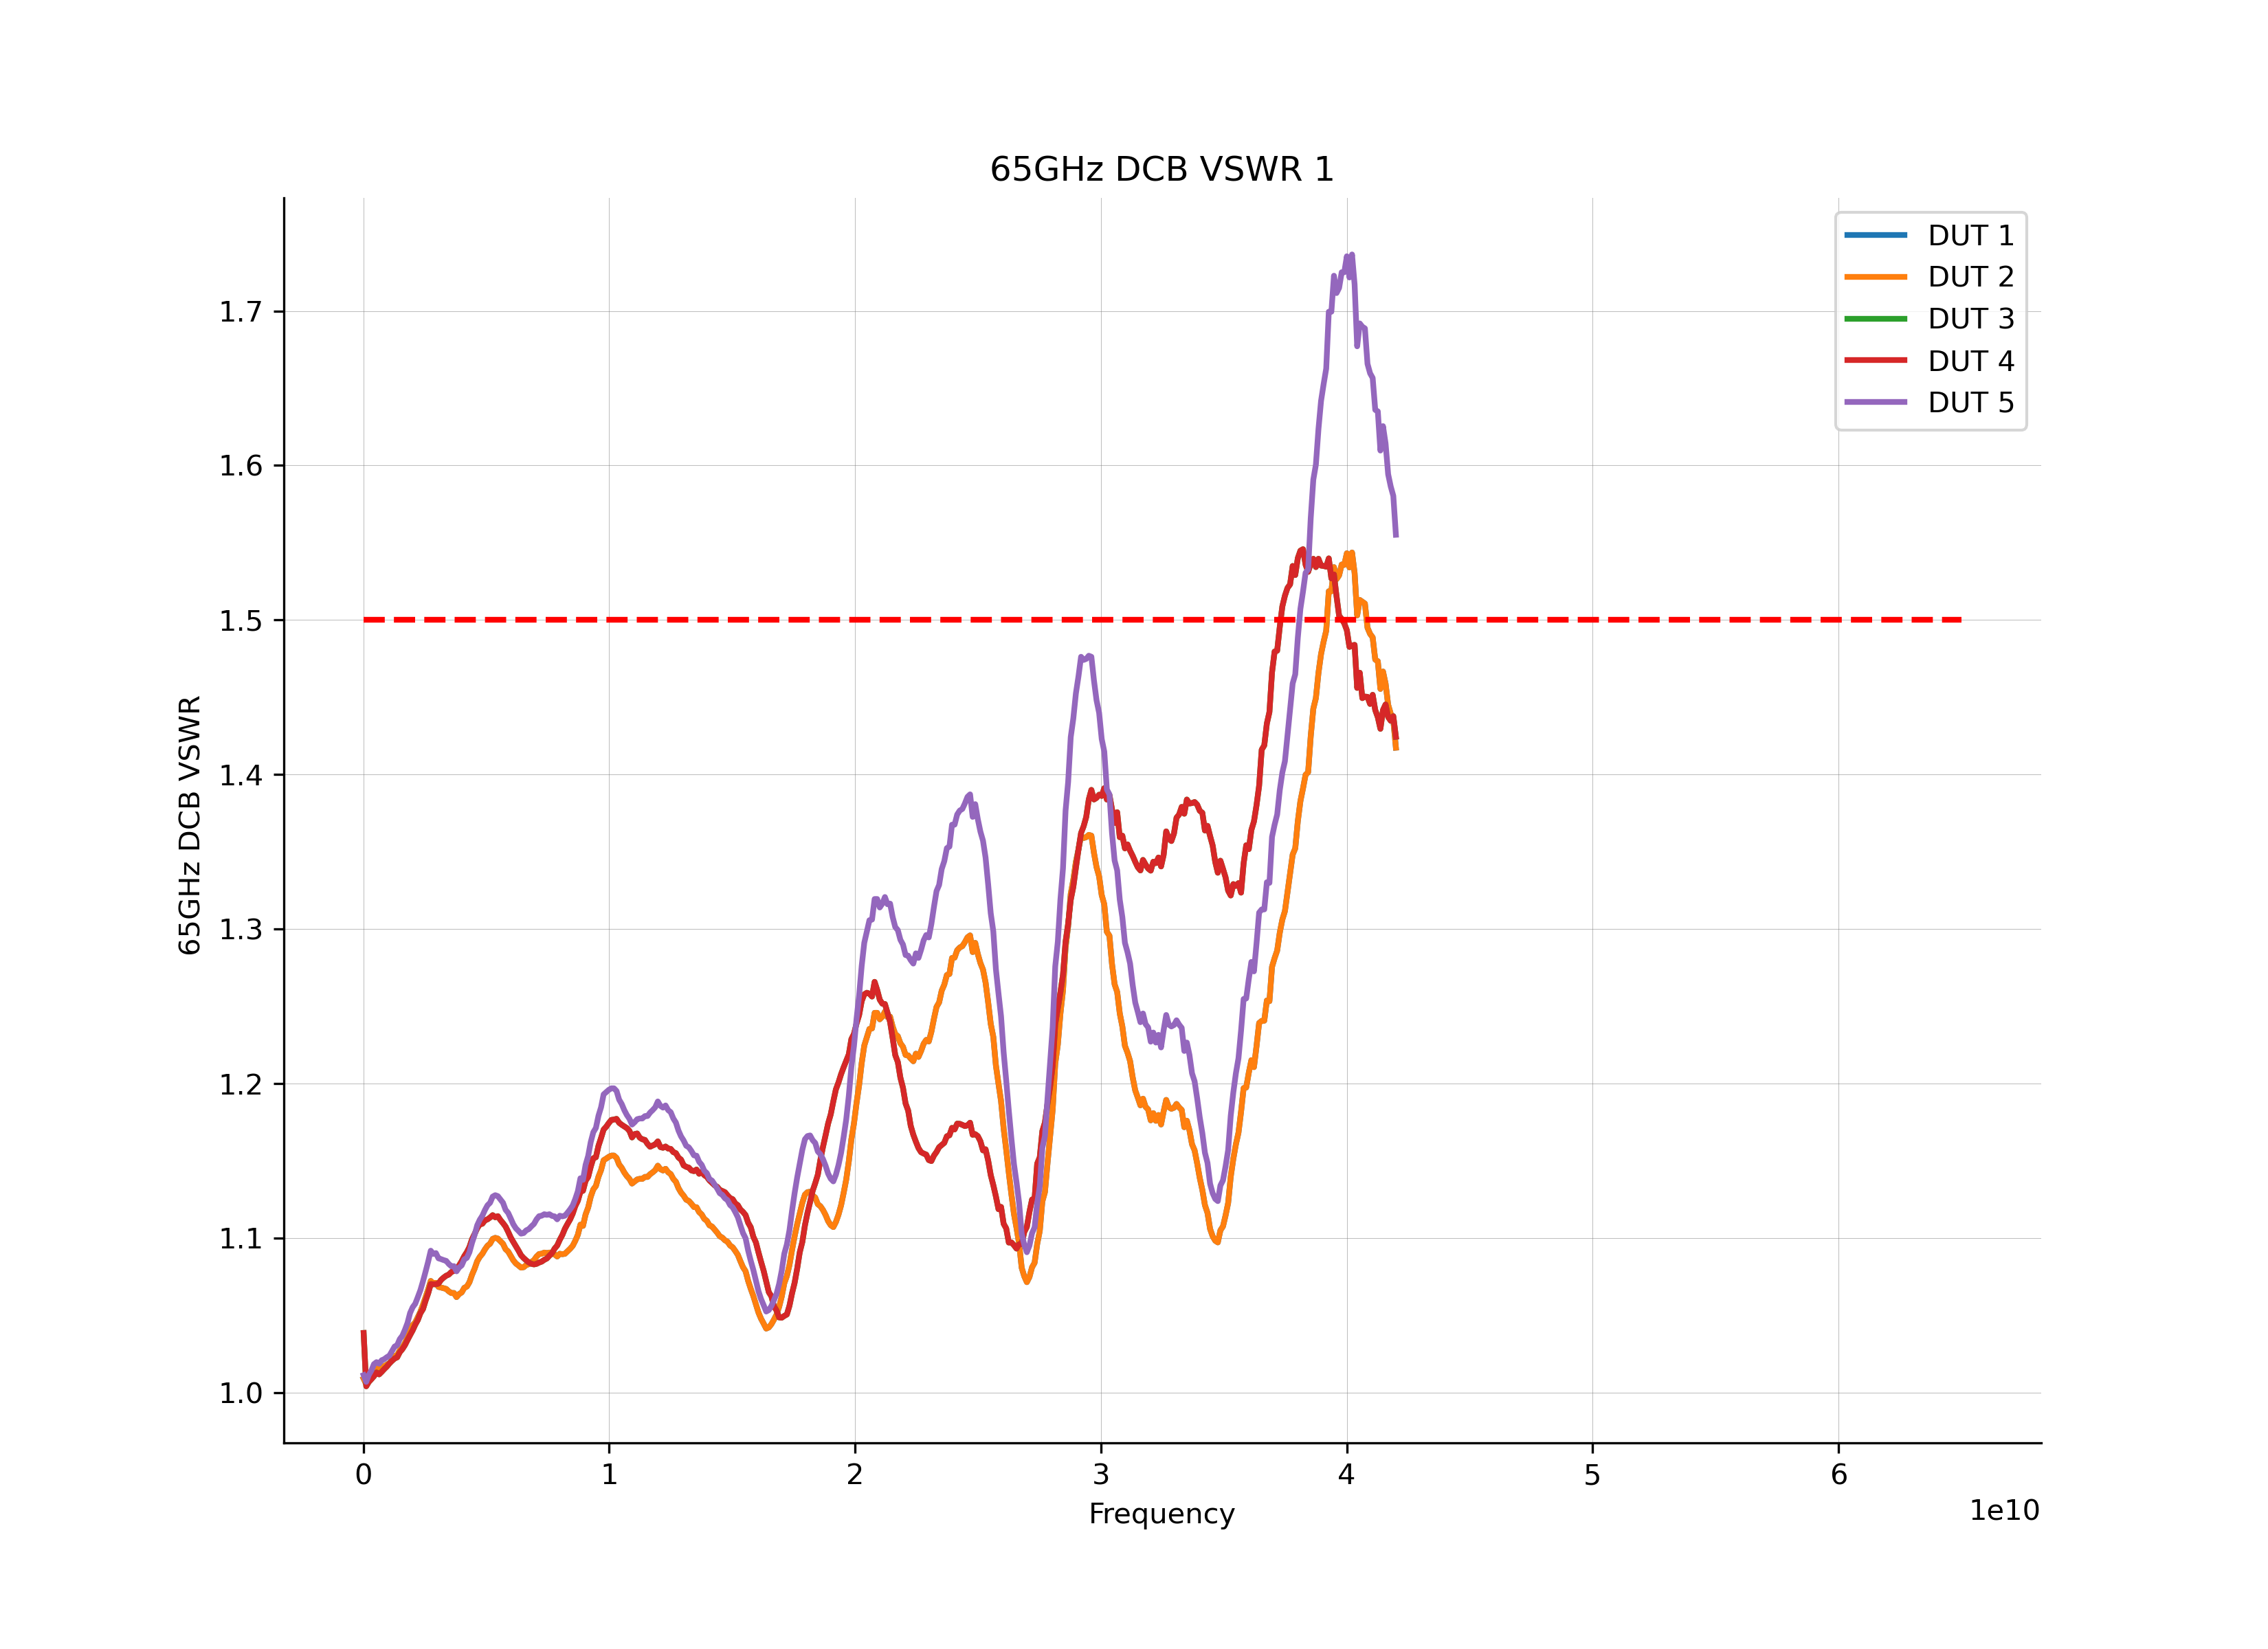 65GHz DCB VSWR 1
DUT 1
DUT 2
DUT 3
DUT 4
DUT 5
65GHz DCB VSWR
1.7
1.6
1.5
1.4
1.3
1.2
1.1
1.0
0 1 2 3 4 5 6
1e10
Frequency